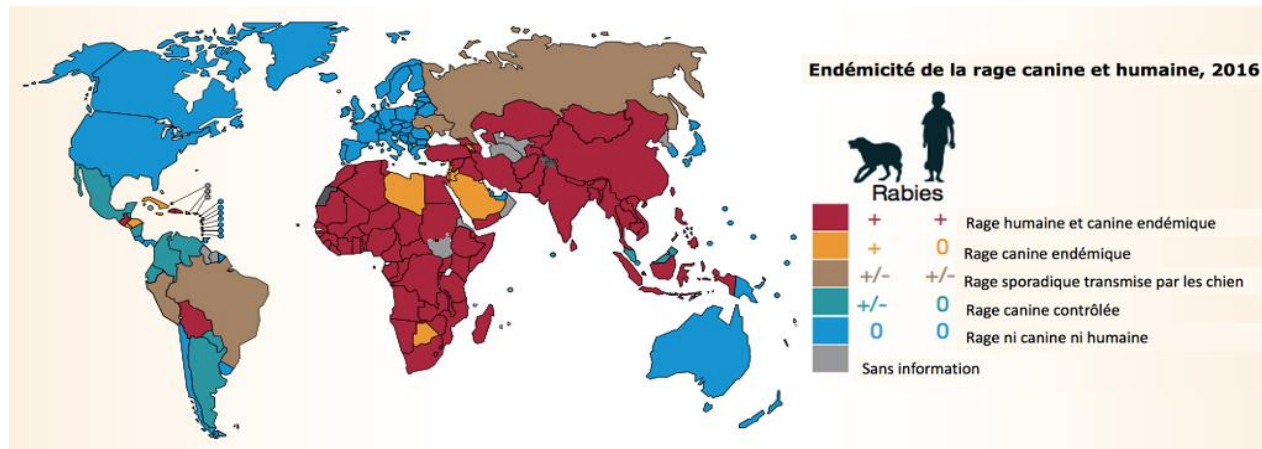 Endémicité de la rage canine et humaine, 2016
Rabies
+ + Rage humaine et canine endémique
+ 0 Rage canine endémique
+/- +/- Rage sporadique transmise par les chien
+/- 0 Rage canine contrôlée
0 0 Rage ni canine ni humaine
Sans information